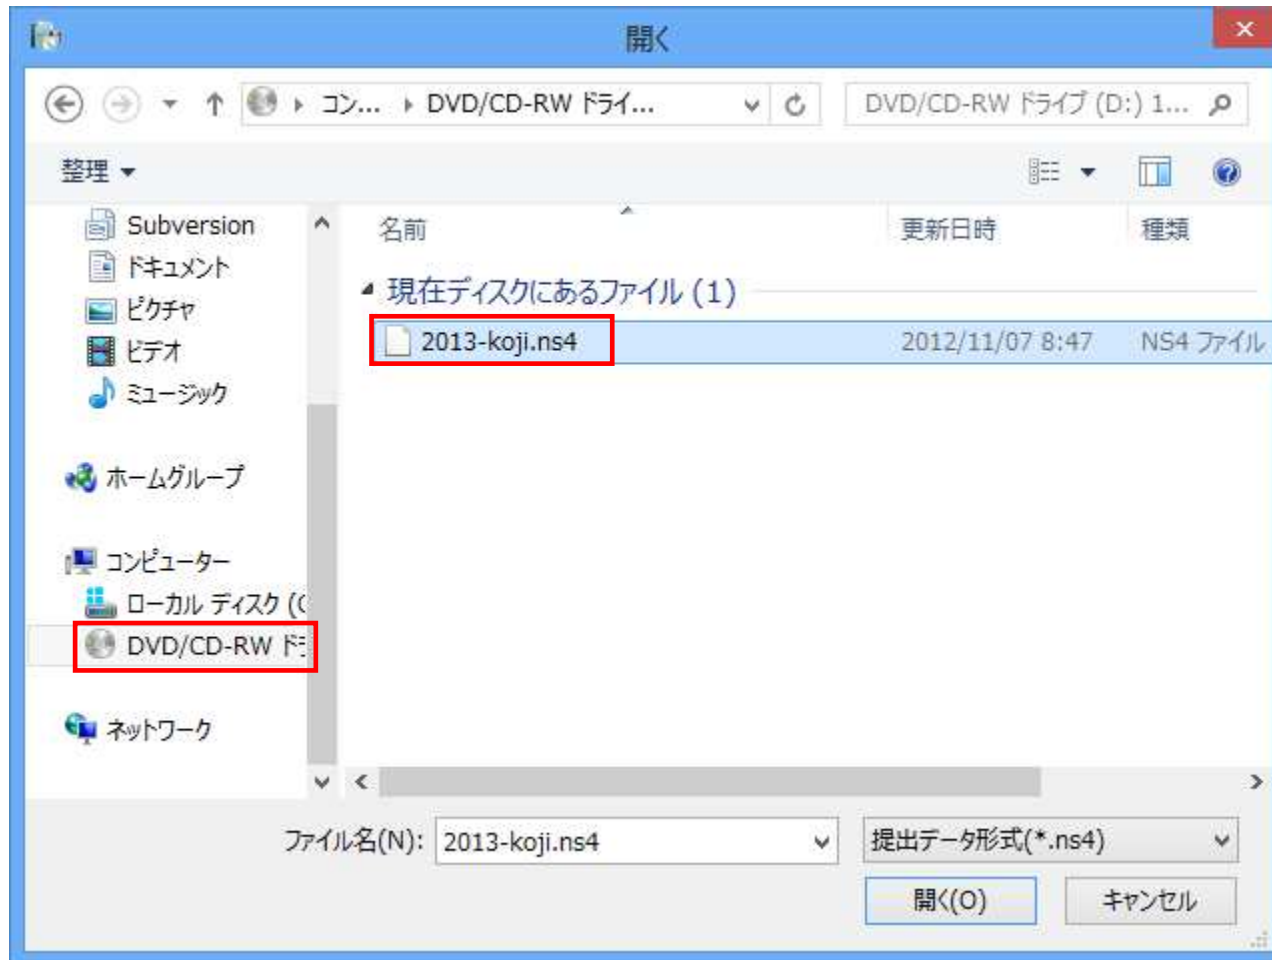 開く
コン... DVD/CD-RW ドライ...
DVD/CD-RW ドライブ (D:) 1...
整理
Subversion
ドキュメント
ピクチャ
ビデオ
ミュージック
ホームグループ
コンピューター
ローカル ディスク (C
DVD/CD-RW ドラ
ネットワーク
名前 更新日時 種類
現在ディスクにあるファイル (1)
2013-koji.ns4 2012/11/07 8:47 NS4 ファイル
ファイル名(N): 2013-koji.ns4 提出データ形式(*.ns4)
開く(O) キャンセル